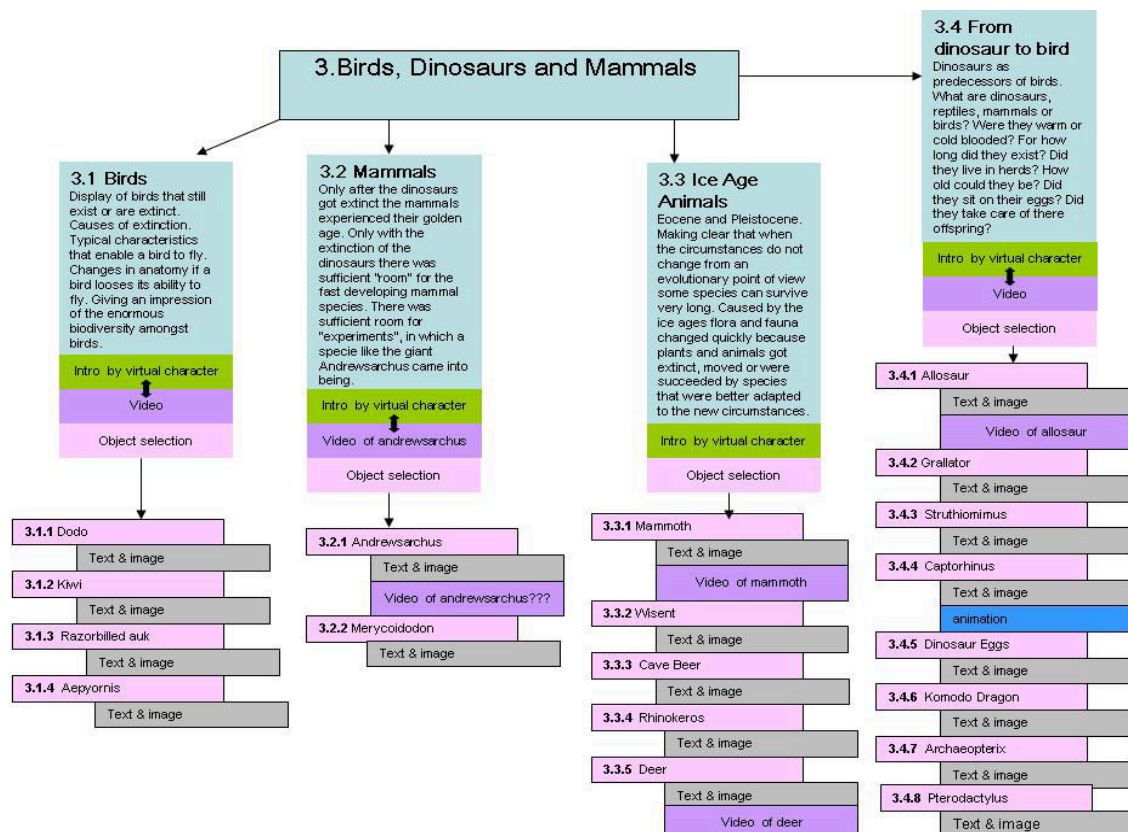 3.Birds, Dinosaurs and Mammals
3.1 Birds
Display of birds that still
exist or are extinct.
Causes of extinction.
Typical characteristics
that enable a bird to fly.
Changes in anatomy if a
bird looses its ability to
fly. Giving an impression
of the enormous
biodiversity amongst
birds.
Intro by virtual character
Video
Object selection
3.1.1 Dodo
Text & image
3.1.2 Kiwi
Text & image
3.1.3 Razorbilled auk
Text & image
3.1.4 Aepyornis
Text & image
3.2 Mammals
Only after the dinosaurs
got extinct the mammals
experienced their golden
age. Only with the
extinction of the
dinosaurs there was
sufficient "room" for the
fast developing mammal
species. There was
sufficient room for
"experiments", in which a
specie like the giant
Andrewsarchus came into
being.
Intro by virtual character
Video of andrewsarchus
Object selection
3.2.1 Andrewsarchus
Text & image
Video of andrewsarchus???
3.2.2 Merycoidodon
Text & image
3.3 Ice Age
Animals
Eocene and Pleistocene.
Making clear that when
the circumstances do not
change from an
evolutionary point of view
some species can survive
very long. Caused by the
ice ages flora and fauna
changed quickly because
plants and animals got
extinct, moved or were
succeeded by species
that were better adapted
to the new circumstances.
Intro by virtual character
Object selection
3.3.1 Mammoth
Text & image
Video of mammoth
3.3.2 Wisent
Text & image
3.3.3 Cave Beer
Text & image
3.3.4 Rhinokeros
Text & image
3.3.5 Deer
Text & image
Video of deer
3.4 From
dinosaur to bird
Dinosaurs as
predecessors of birds.
What are dinosaurs,
reptiles, mammals or
birds? Were they warm or
cold blooded? For how
long did they exist? Did
they live in herds? How
old could they be? Did
they sit on their eggs? Did
they take care of there
offspring?
Intro by virtual character
Video
Object selection
3.4.1 Allosaur
Text & image
Video of allosaur
3.4.2 Grallator
Text & image
3.4.3 Struthiomimus
Text & image
3.4.4 Captorhinus
Text & image
animation
3.4.5 Dinosaur Eggs
Text & image
3.4.6 Komodo Dragon
Text & image
3.4.7 Archaeopterix
Text & image
3.4.8 Pterodactylus
Text & image